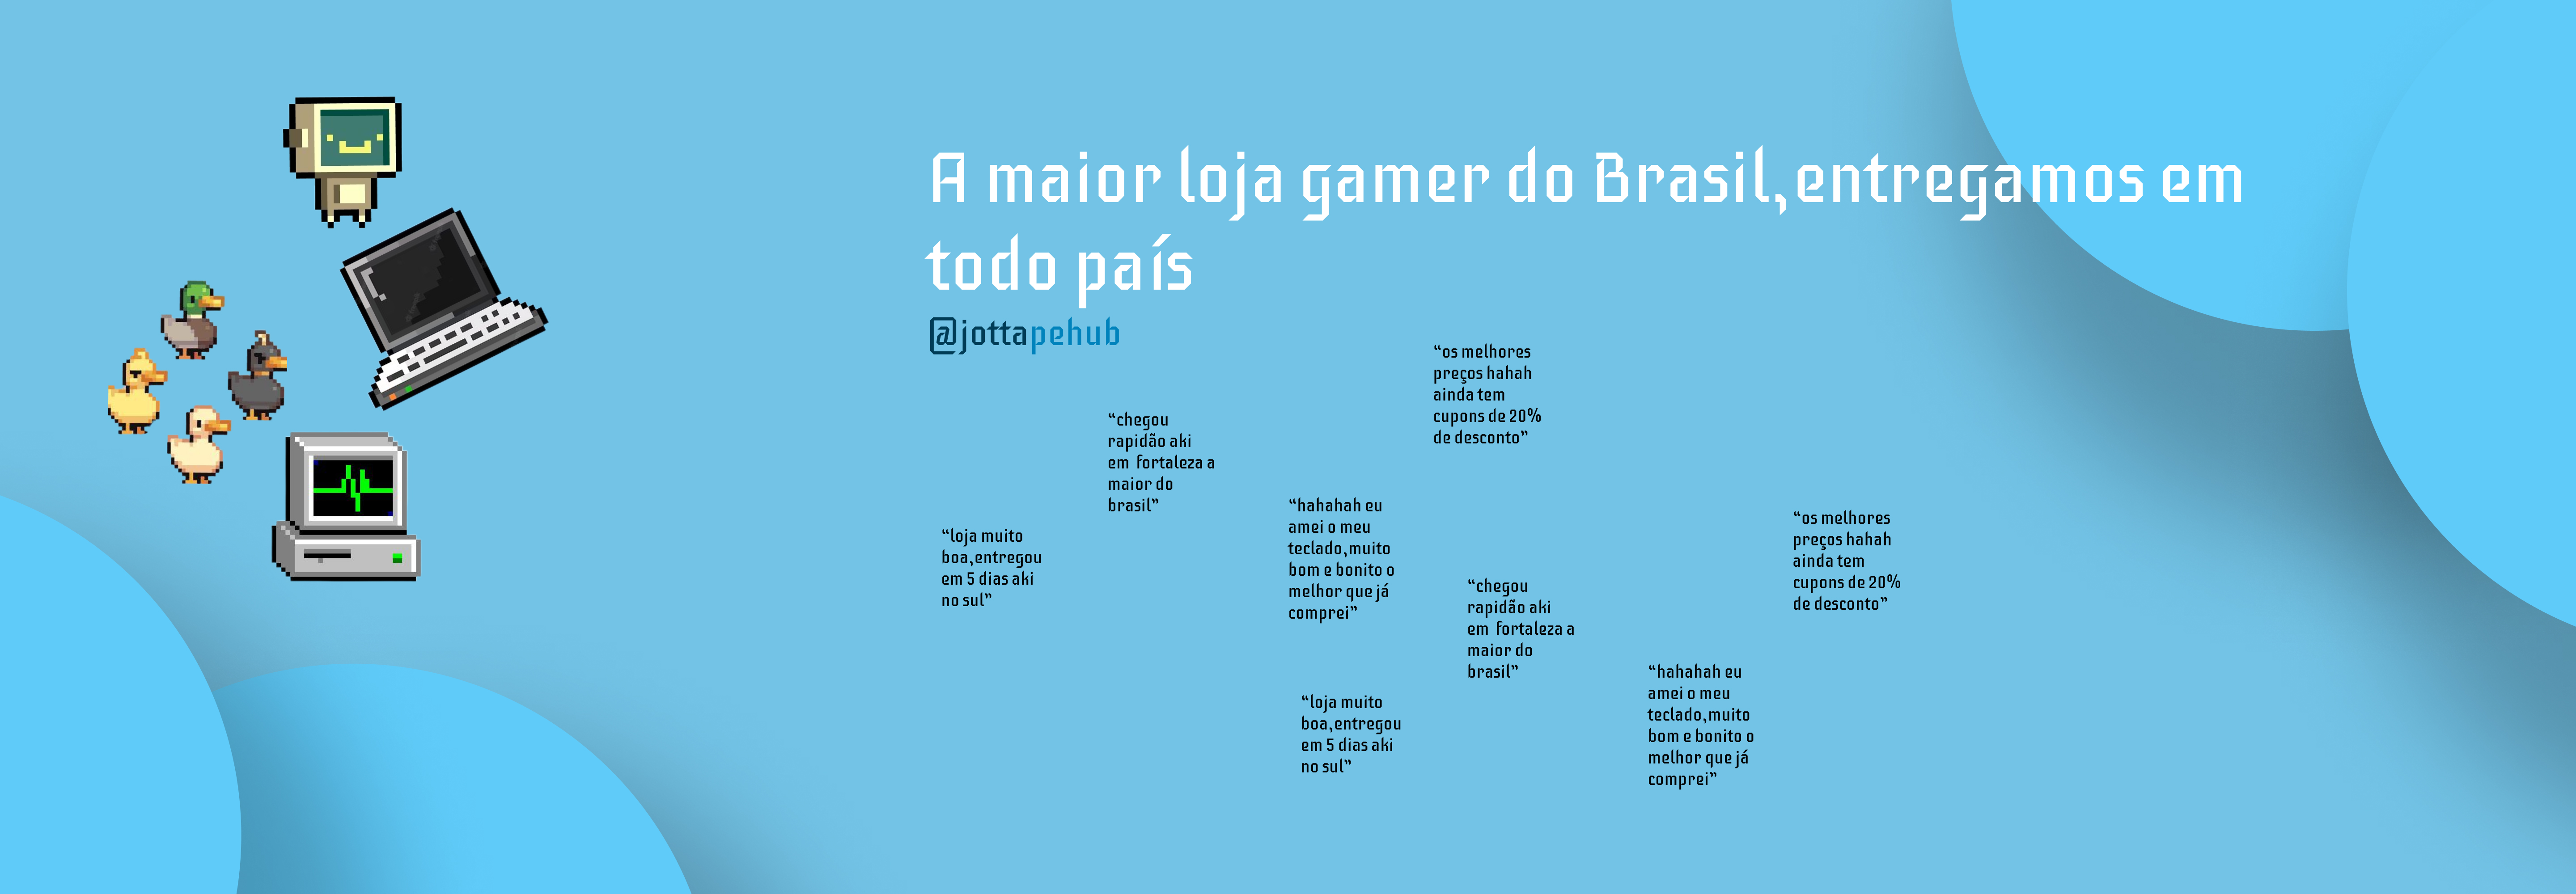 A maior loja gamer do Brasil,entregamos em
todo país
@jottapehub
“os melhores
preços hahah
ainda tem
cupons de 20%
de desconto”
“chegou
rapidão aki
em  fortaleza a
maior do
brasil”
“hahahah eu
amei o meu
teclado,muito
bom e bonito o
melhor que já
comprei”
“loja muito
boa,entregou
em 5 dias aki
no sul”
“os melhores
preços hahah
ainda tem
cupons de 20%
de desconto”
“chegou
rapidão aki
em  fortaleza a
maior do
brasil”
“hahahah eu
amei o meu
teclado,muito
bom e bonito o
melhor que já
comprei”
“loja muito
boa,entregou
em 5 dias aki
no sul”